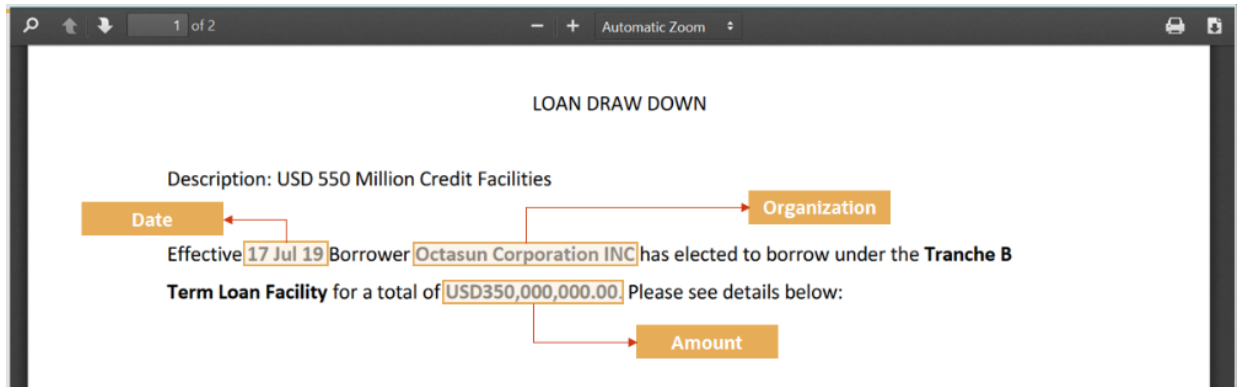 1 of 2 − + Automatic Zoom
LOAN DRAW DOWN
Description: USD 550 Million Credit Facilities
Date
Organization
Effective 17 Jul 19 Borrower Octasun Corporation INC has elected to borrow under the Tranche B
Term Loan Facility for a total of USD350,000,000.00. Please see details below:
Amount